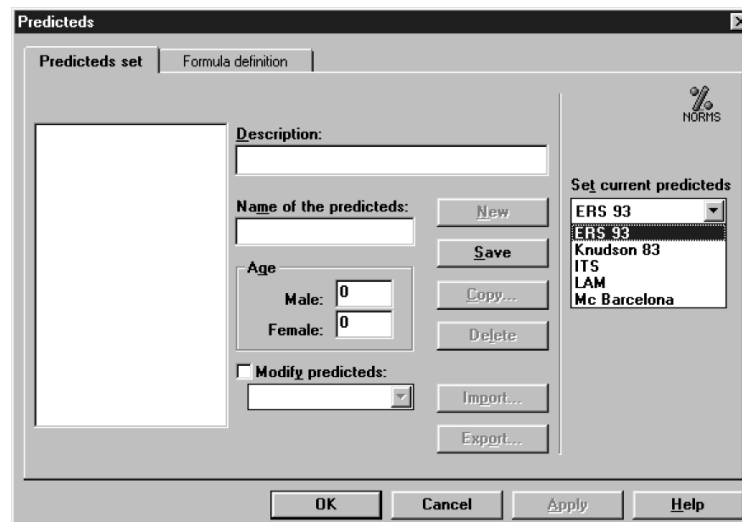 Predicteds
Predicteds set
Formula definition
NORMS
Description:
Name of the predicteds:
Age
Male: 0
Female: 0
Modify predicteds:
New
Save
Copy...
Delete
Import...
Export...
Set current predicteds
ERS 93
ERS 93
Knudson 83
ITS
LAM
Mc Barcelona
OK
Cancel
Apply
Help